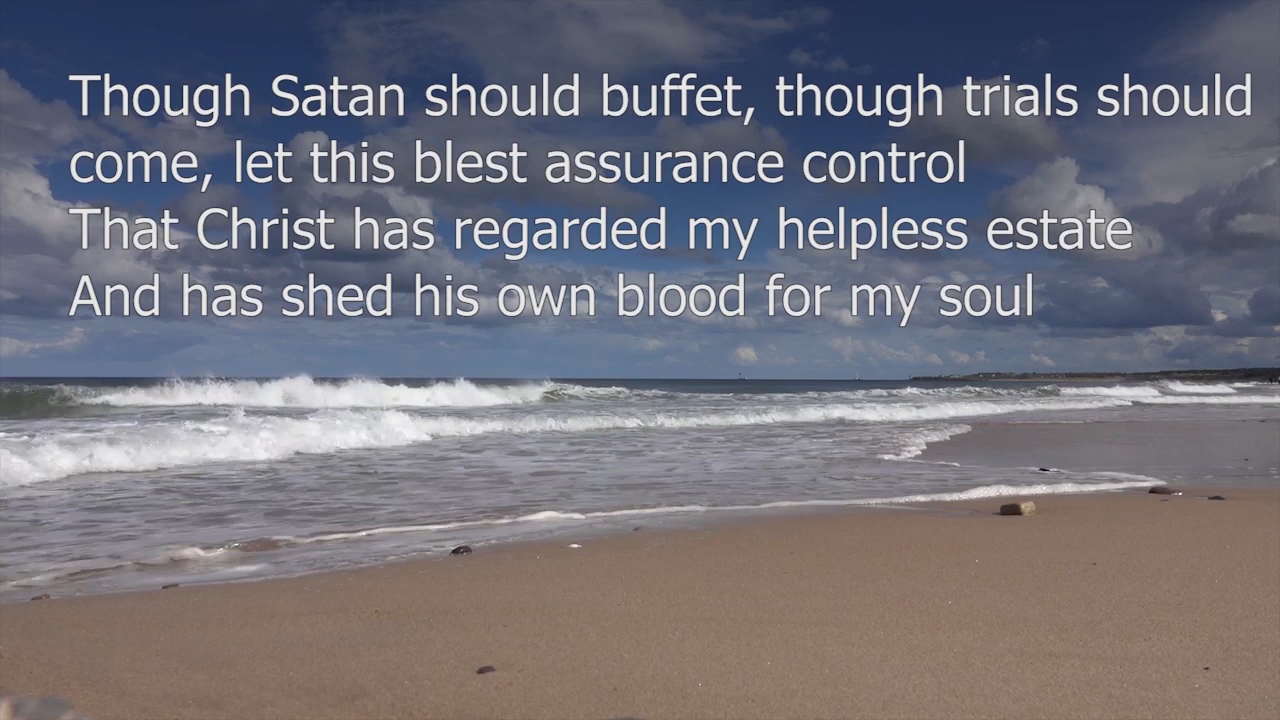 Though Satan should buffet, though trials should
come, let this blest assurance control
That Christ has regarded my helpless estate
And has shed his own blood for my soul